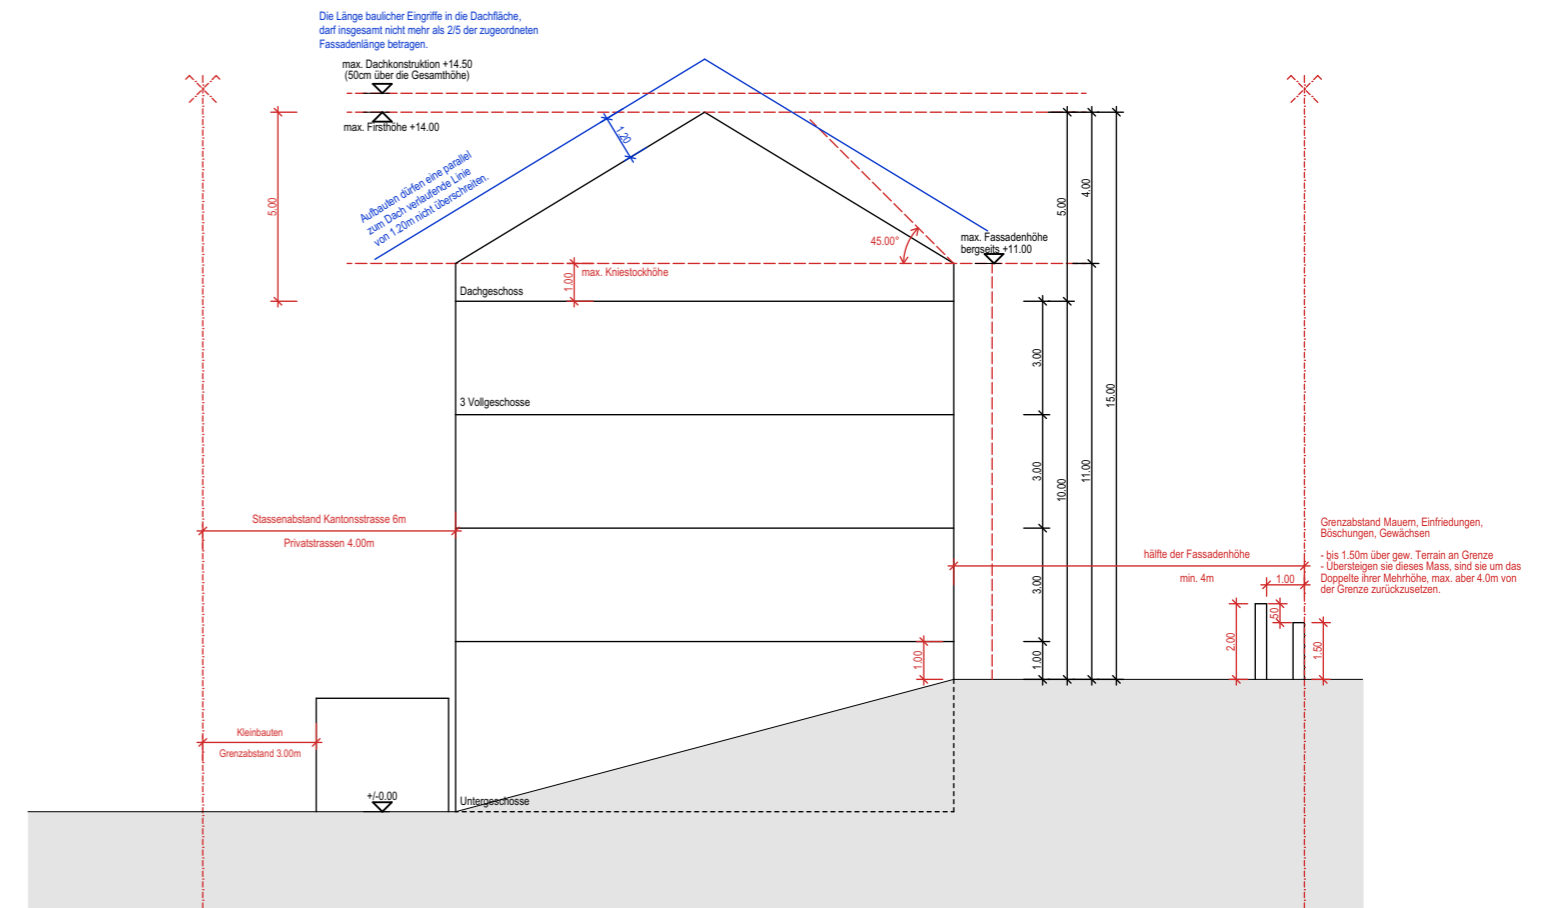 Die Länge baulicher Eingriffe in die Dachfläche,
darf insgesamt nicht mehr als 2/5 der zugeordneten
Fassadenlänge betragen.
max. Dachkonstruktion +14.50
(50cm über die Gesamthöhe)
max. Firsthöhe +14.00
1.20
Aufbauten dürfen eine parallel
zum Dach verlaufende Linie
von 1.20m nicht überschreiten.
5.00
5.00
4.00
45.00°
max. Fassadenhöhe
bergseits +11.00
1.00
max. Kniestockhöhe
Dachgeschoss
3.00
15.00
3 Vollgeschosse
3.00
10.00
11.00
Stassenabstand Kantonsstrasse 6m
Privatstrassen 4.00m
Grenzabstand Mauern, Einfriedungen,
Böschungen, Gewächsen
- bis 1.50m über gew. Terrain an Grenze
- Übersteigen sie dieses Mass, sind sie um das
Doppelte ihrer Mehrhöhe, max. aber 4.0m von
der Grenze zurückzusetzen.
hälfte der Fassadenhöhe
min. 4m
1.00
3.00
50
2.00
1.50
1.00
1.00
Kleinbauten
Grenzabstand 3.00m
+/-0.00
Untergeschosse